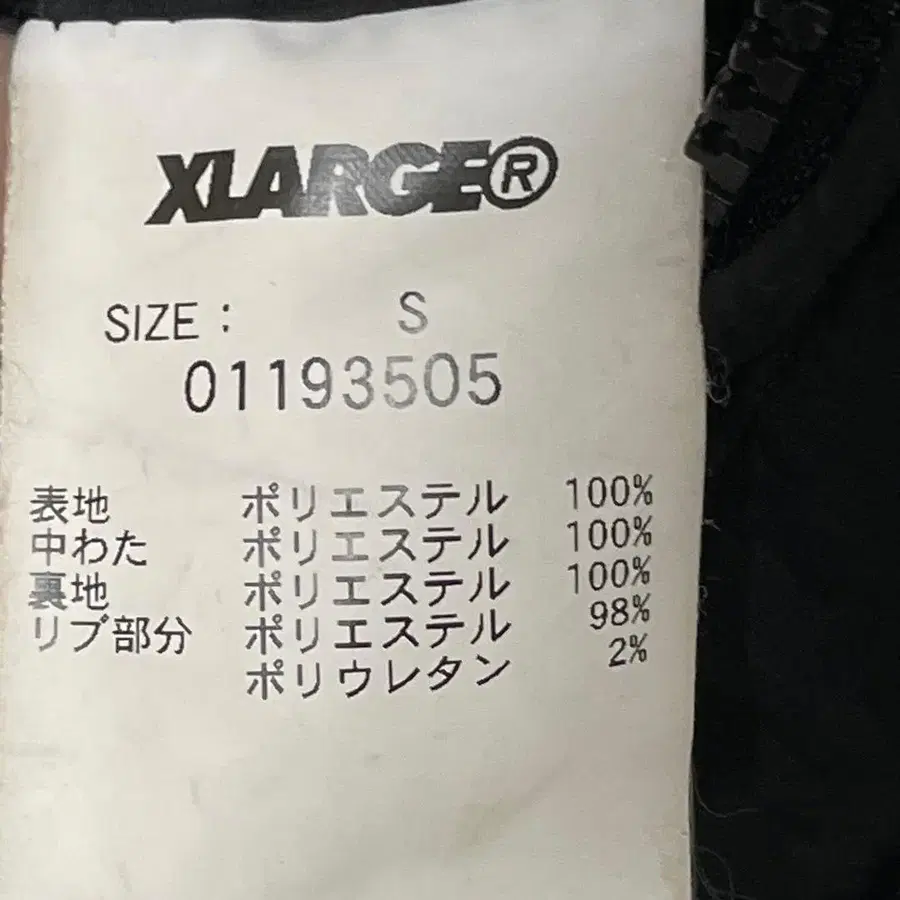 XLARGE®
SIZE : S
01193505
表地 ポリエステル 100%
中わた ポリエステル 100%
裏地 ポリエステル 100%
リブ部分 ポリエステル 98%
ポリウレタン 2%